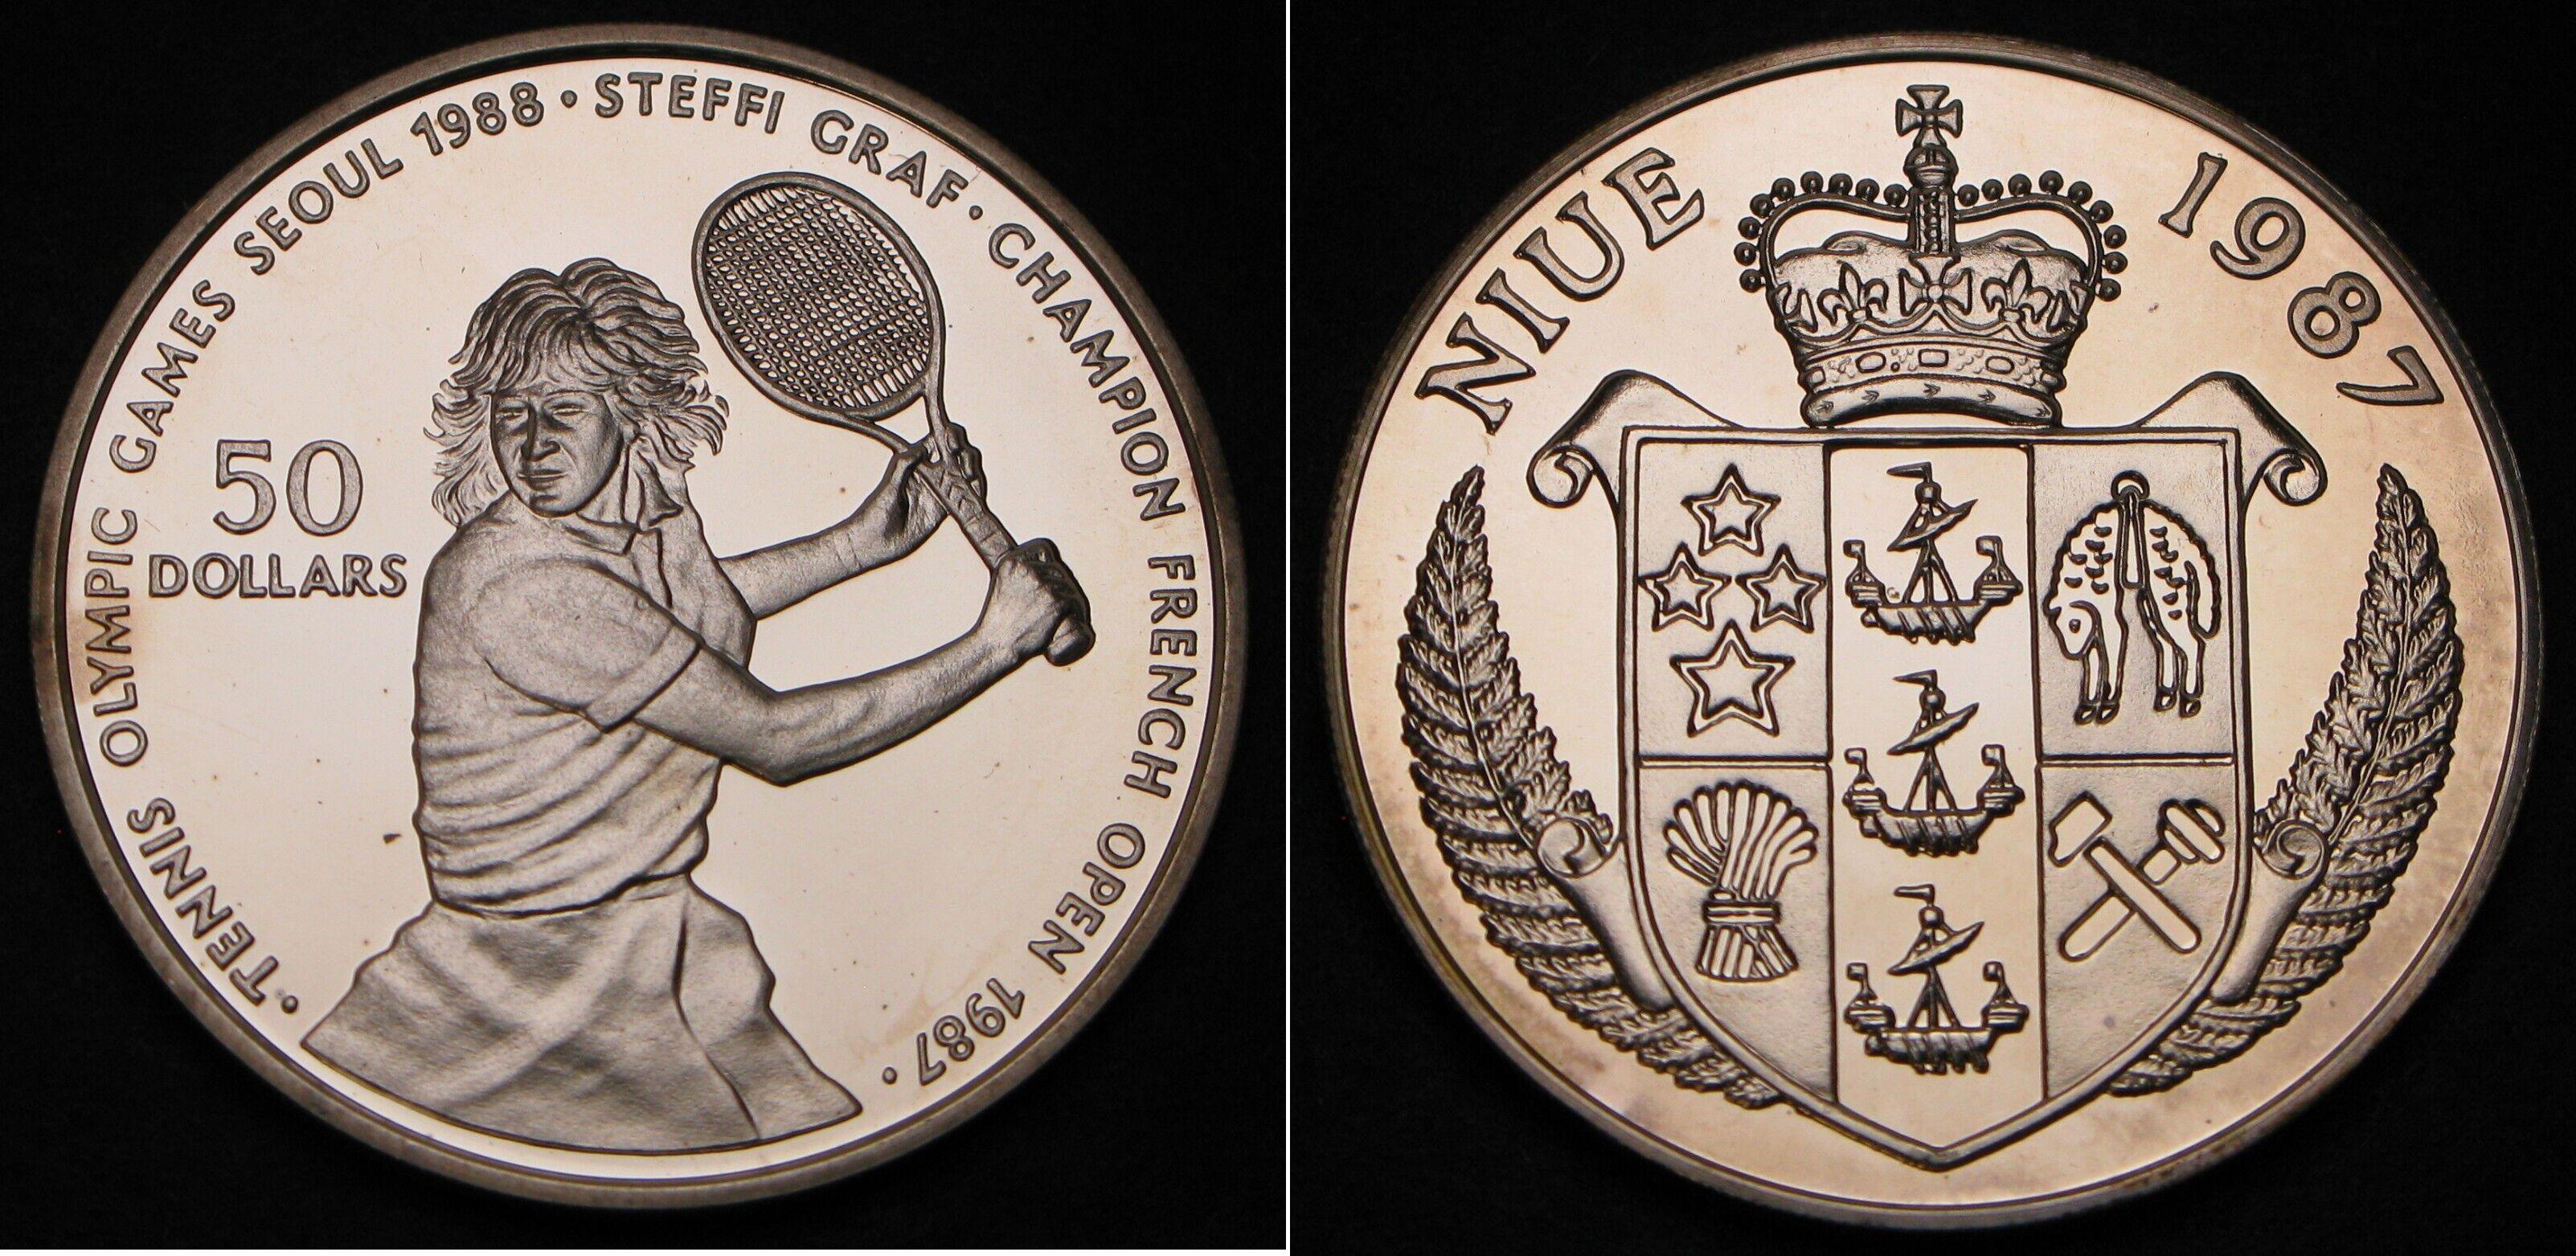 · TENNIS OLYMPIC GAMES SEOUL 1988 · STEFFI GRAF · CHAMPION FRENCH OPEN 1987 ·
50
DOLLARS
NIUE 1987